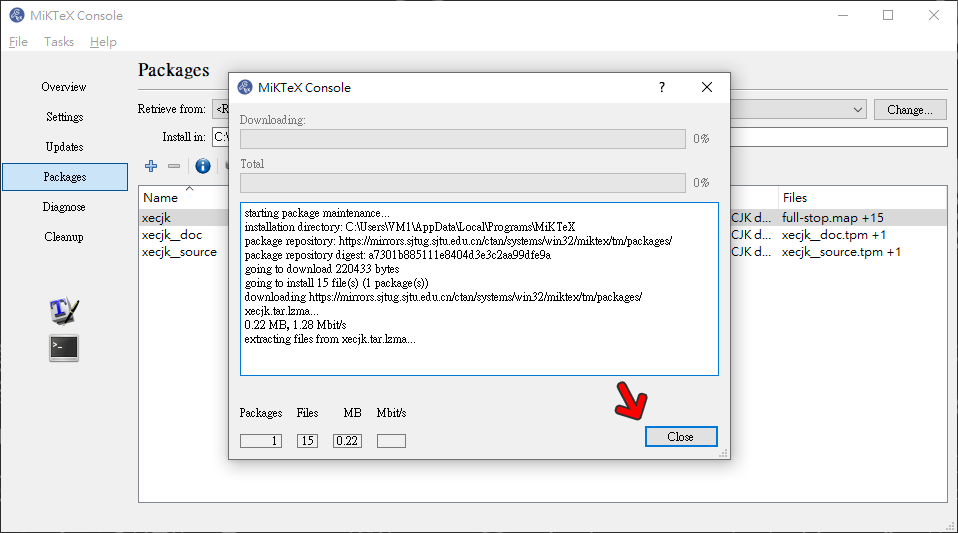 MiKTeX Console
File Tasks Help
Packages
Overview
Settings
Updates
Packages
Diagnose
Cleanup
Retrieve from: <R
Change...
Install in: C:\
Name
Files
xecjk CJK d... full-stop.map +15
xecjk__doc CJK d... xecjk__doc.tpm +1
xecjk__source CJK d... xecjk__source.tpm +1
MiKTeX Console
Downloading:
0%
Total
0%
starting package maintenance...
installation directory: C:\Users\VM1\AppData\Local\Programs\MiKTeX
package repository: https://mirrors.sjtug.sjtu.edu.cn/ctan/systems/win32/miktex/tm/packages/
package repository digest: a7301b885111e8404d3e3c2aa99dfe9a
going to download 220433 bytes
going to install 15 file(s) (1 package(s))
downloading https://mirrors.sjtug.sjtu.edu.cn/ctan/systems/win32/miktex/tm/packages/
xecjk.tar.lzma...
0.22 MB, 1.28 Mbit/s
extracting files from xecjk.tar.lzma...
Packages Files MB Mbit/s
1 15 0.22
Close